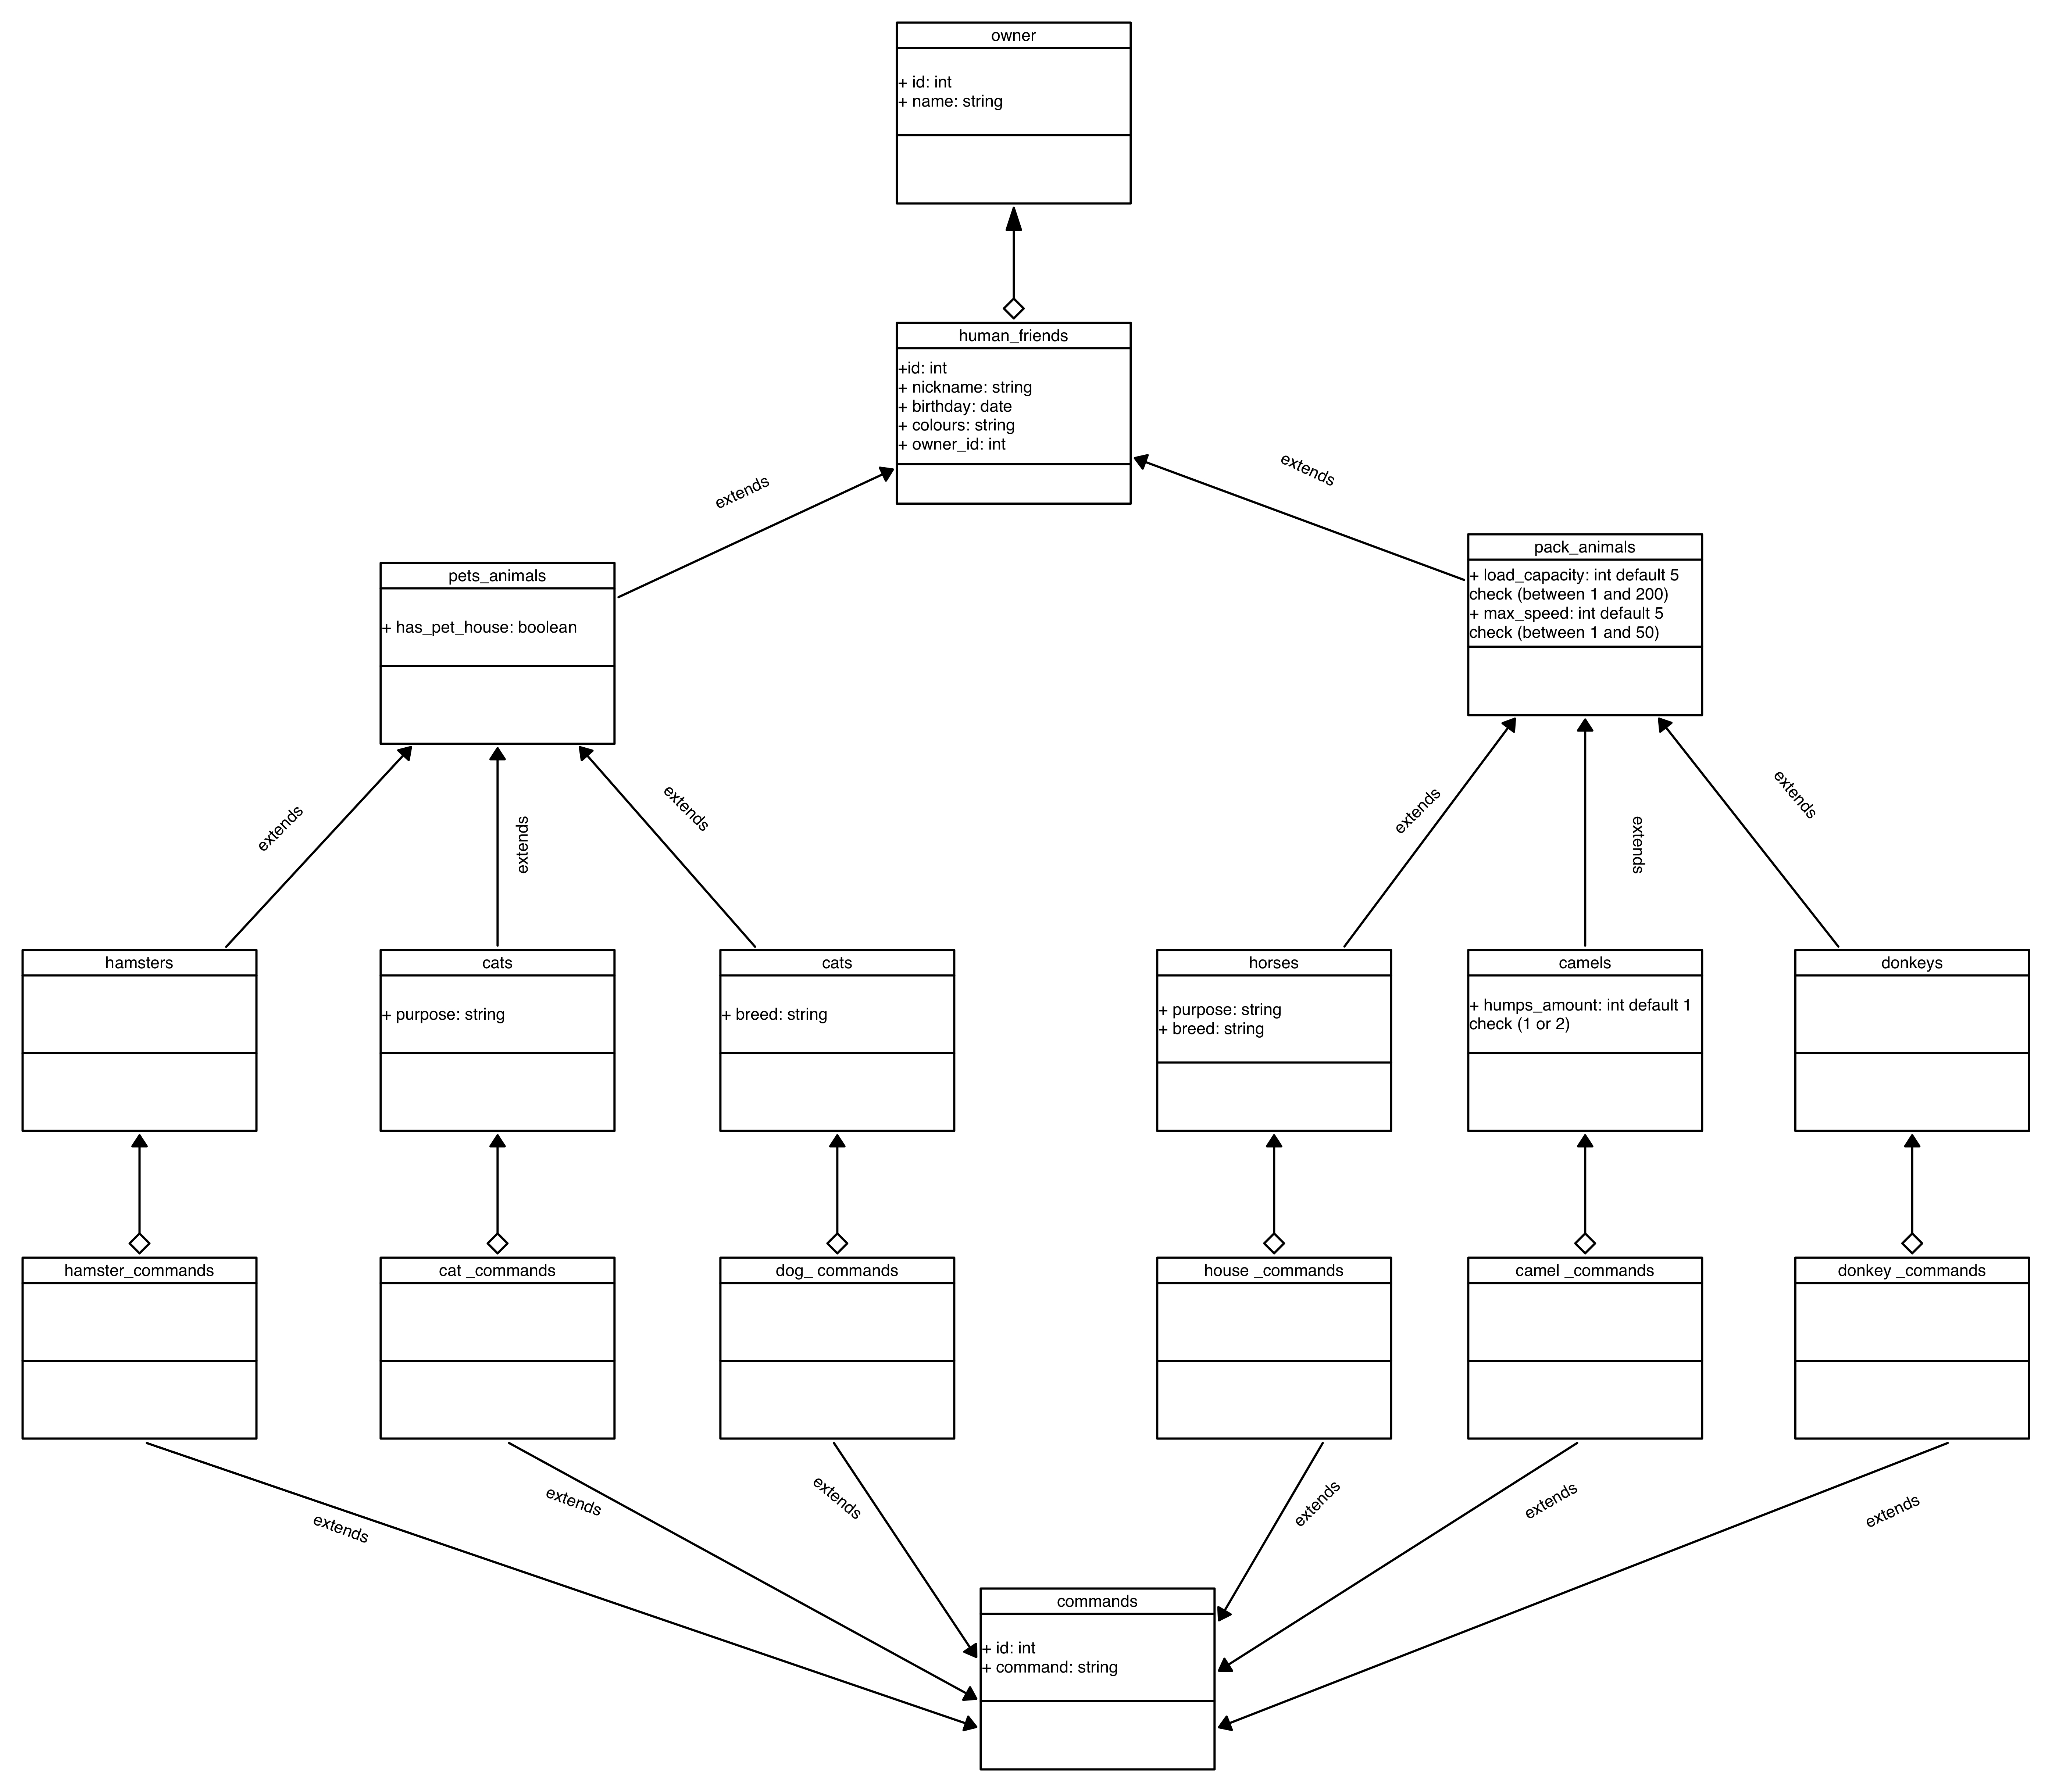 owner
+ id: int
+ name: string
human_friends
+id: int
+ nickname: string
+ birthday: date
+ colours: string
+ owner_id: int
extends
extends
pets_animals
+ has_pet_house: boolean
pack_animals
+ load_capacity: int default 5
check (between 1 and 200)
+ max_speed: int default 5
check (between 1 and 50)
extends
extends
extends
extends
extends
extends
hamsters
cats
+ purpose: string
cats
+ breed: string
horses
+ purpose: string
+ breed: string
camels
+ humps_amount: int default 1
check (1 or 2)
donkeys
hamster_commands
cat _commands
dog_ commands
house _commands
camel _commands
donkey _commands
extends
extends
extends
extends
extends
extends
commands
+ id: int
+ command: string